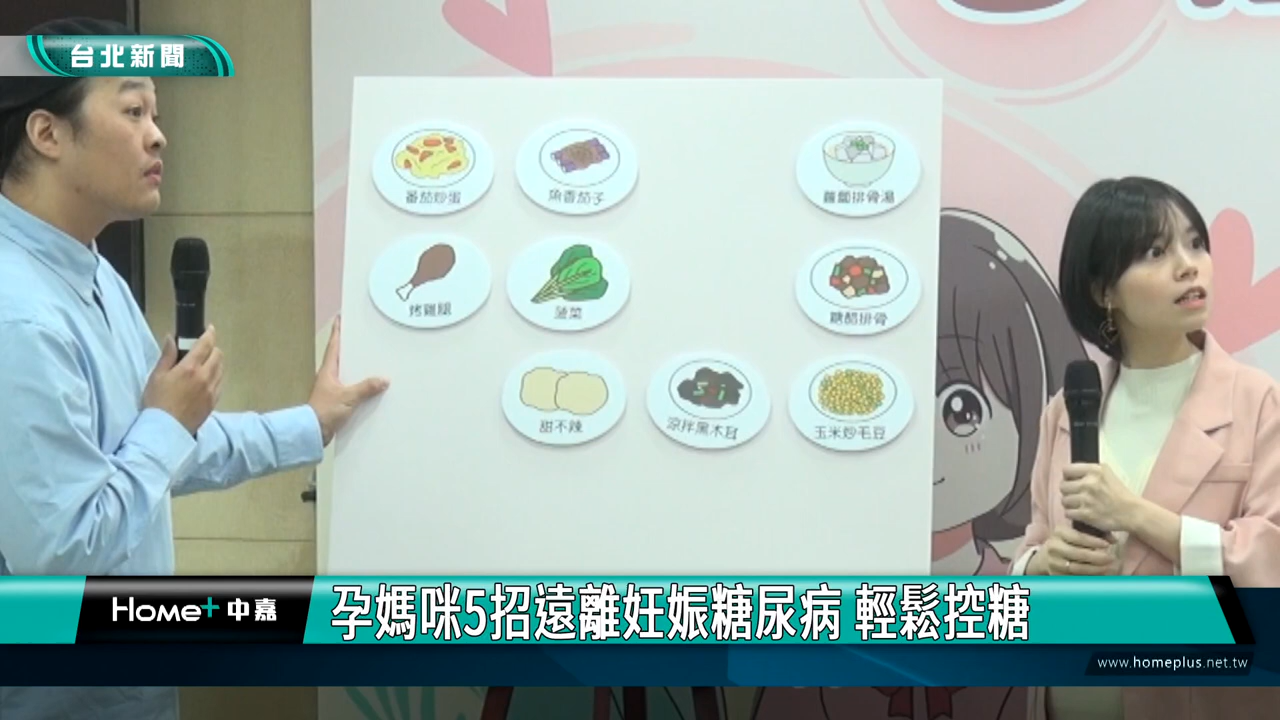 台北新聞
番茄炒蛋
魚香茄子
蘿蔔排骨湯
烤雞腿
菠菜
糖醋排骨
甜不辣
涼拌黑木耳
玉米炒毛豆
Home+中嘉
孕媽咪5招遠離妊娠糖尿病 輕鬆控糖
www.homeplus.net.tw